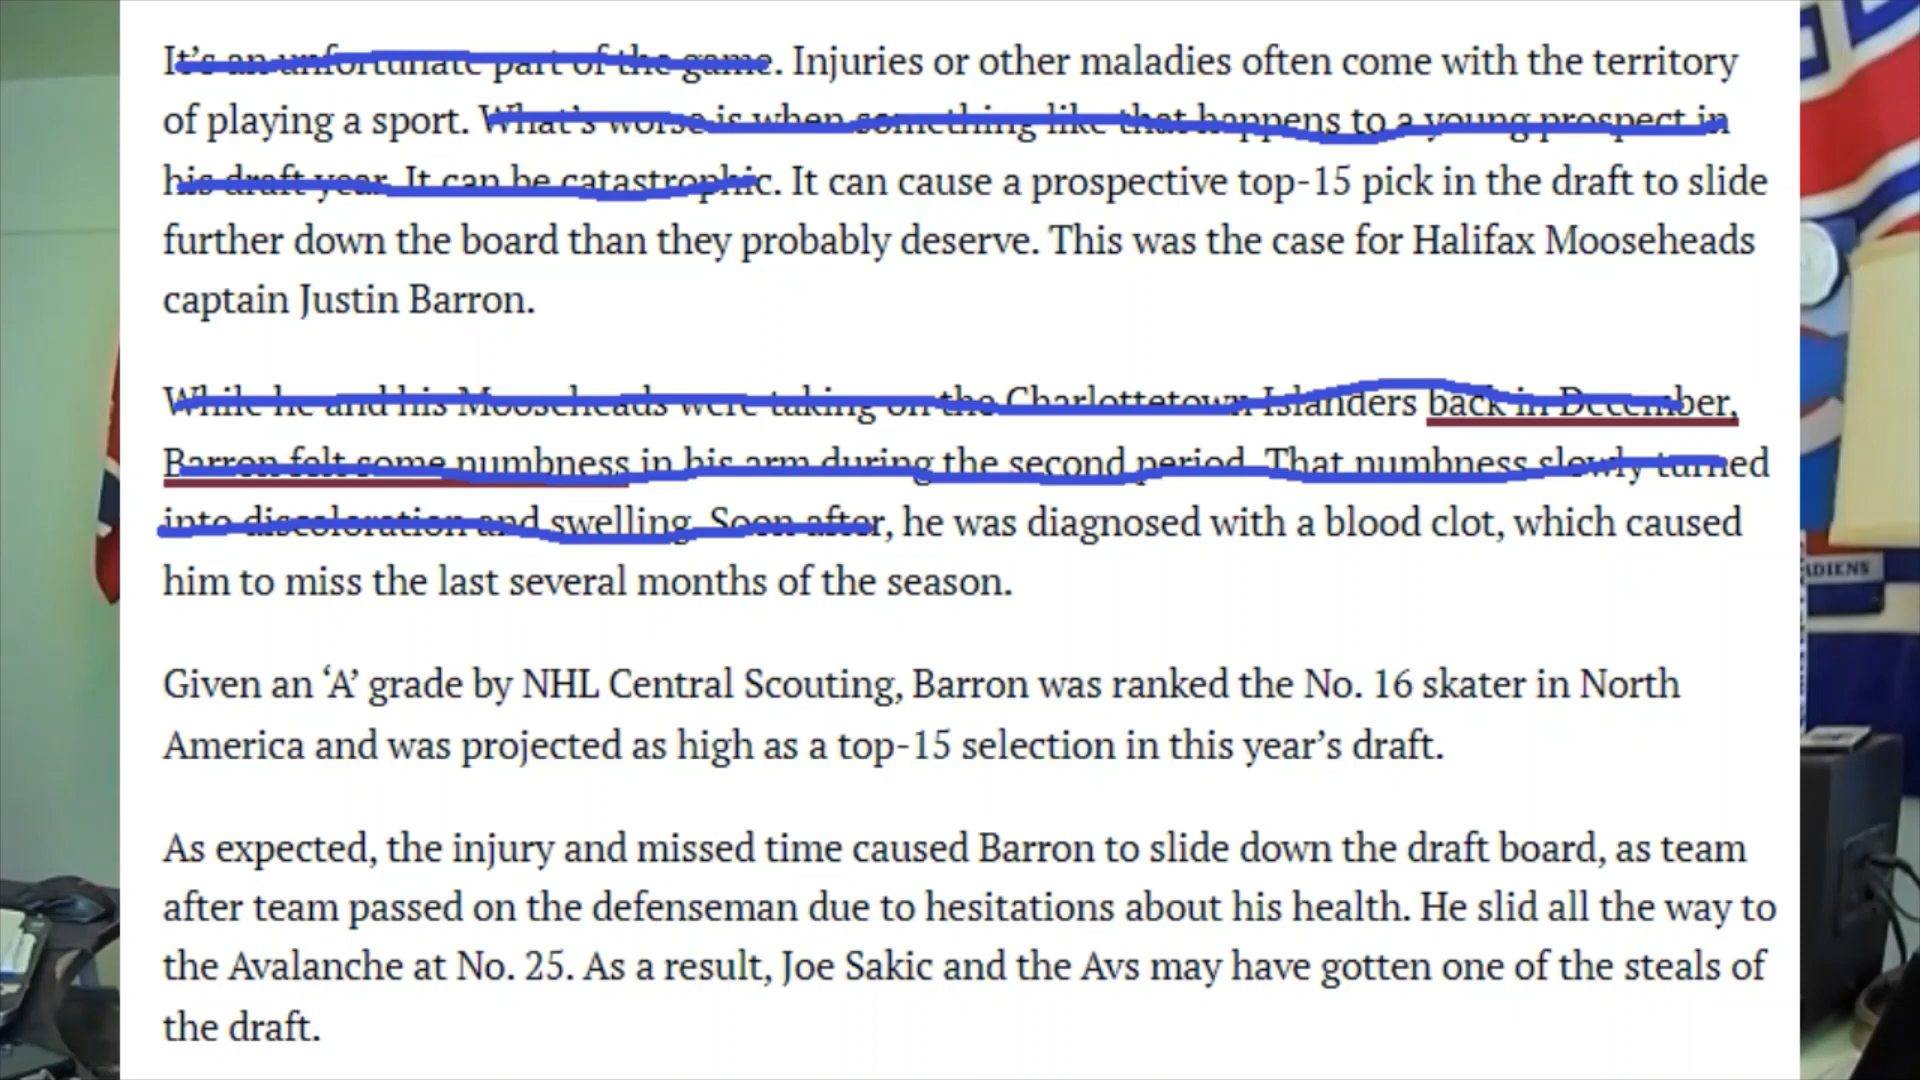 It's an unfortunate part of the game. Injuries or other maladies often come with the territory
of playing a sport. What's worse is when something like that happens to a young prospect in
his draft year. It can be catastrophic. It can cause a prospective top-15 pick in the draft to slide
further down the board than they probably deserve. This was the case for Halifax Mooseheads
captain Justin Barron.
While he and his Mooseheads were taking on the Charlottetown Islanders back in December,
Barron felt some numbness in his arm during the second period. That numbness slowly turned
into discoloration and swelling. Soon after, he was diagnosed with a blood clot, which caused
him to miss the last several months of the season.
Given an ‘A’ grade by NHL Central Scouting, Barron was ranked the No. 16 skater in North
America and was projected as high as a top-15 selection in this year’s draft.
As expected, the injury and missed time caused Barron to slide down the draft board, as team
after team passed on the defenseman due to hesitations about his health. He slid all the way to
the Avalanche at No. 25. As a result, Joe Sakic and the Avs may have gotten one of the steals of
the draft.
ADIENS